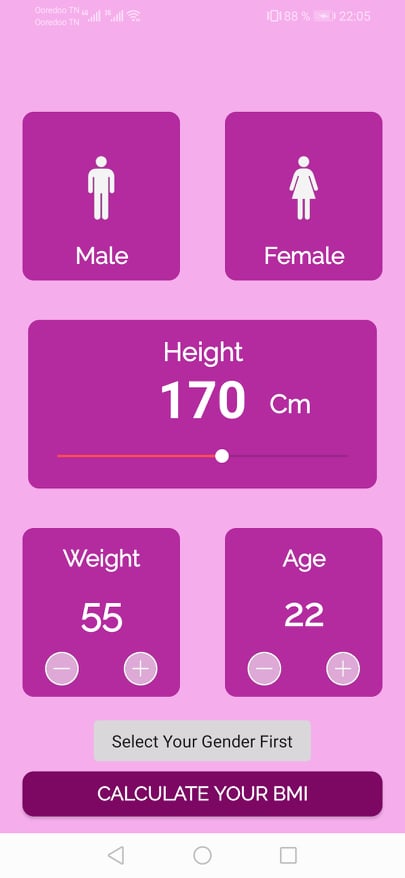 Ooredoo TN
Ooredoo TN
88 % 22:05
Male
Female
Height
170 Cm
Weight
Age
55
22
Select Your Gender First
CALCULATE YOUR BMI